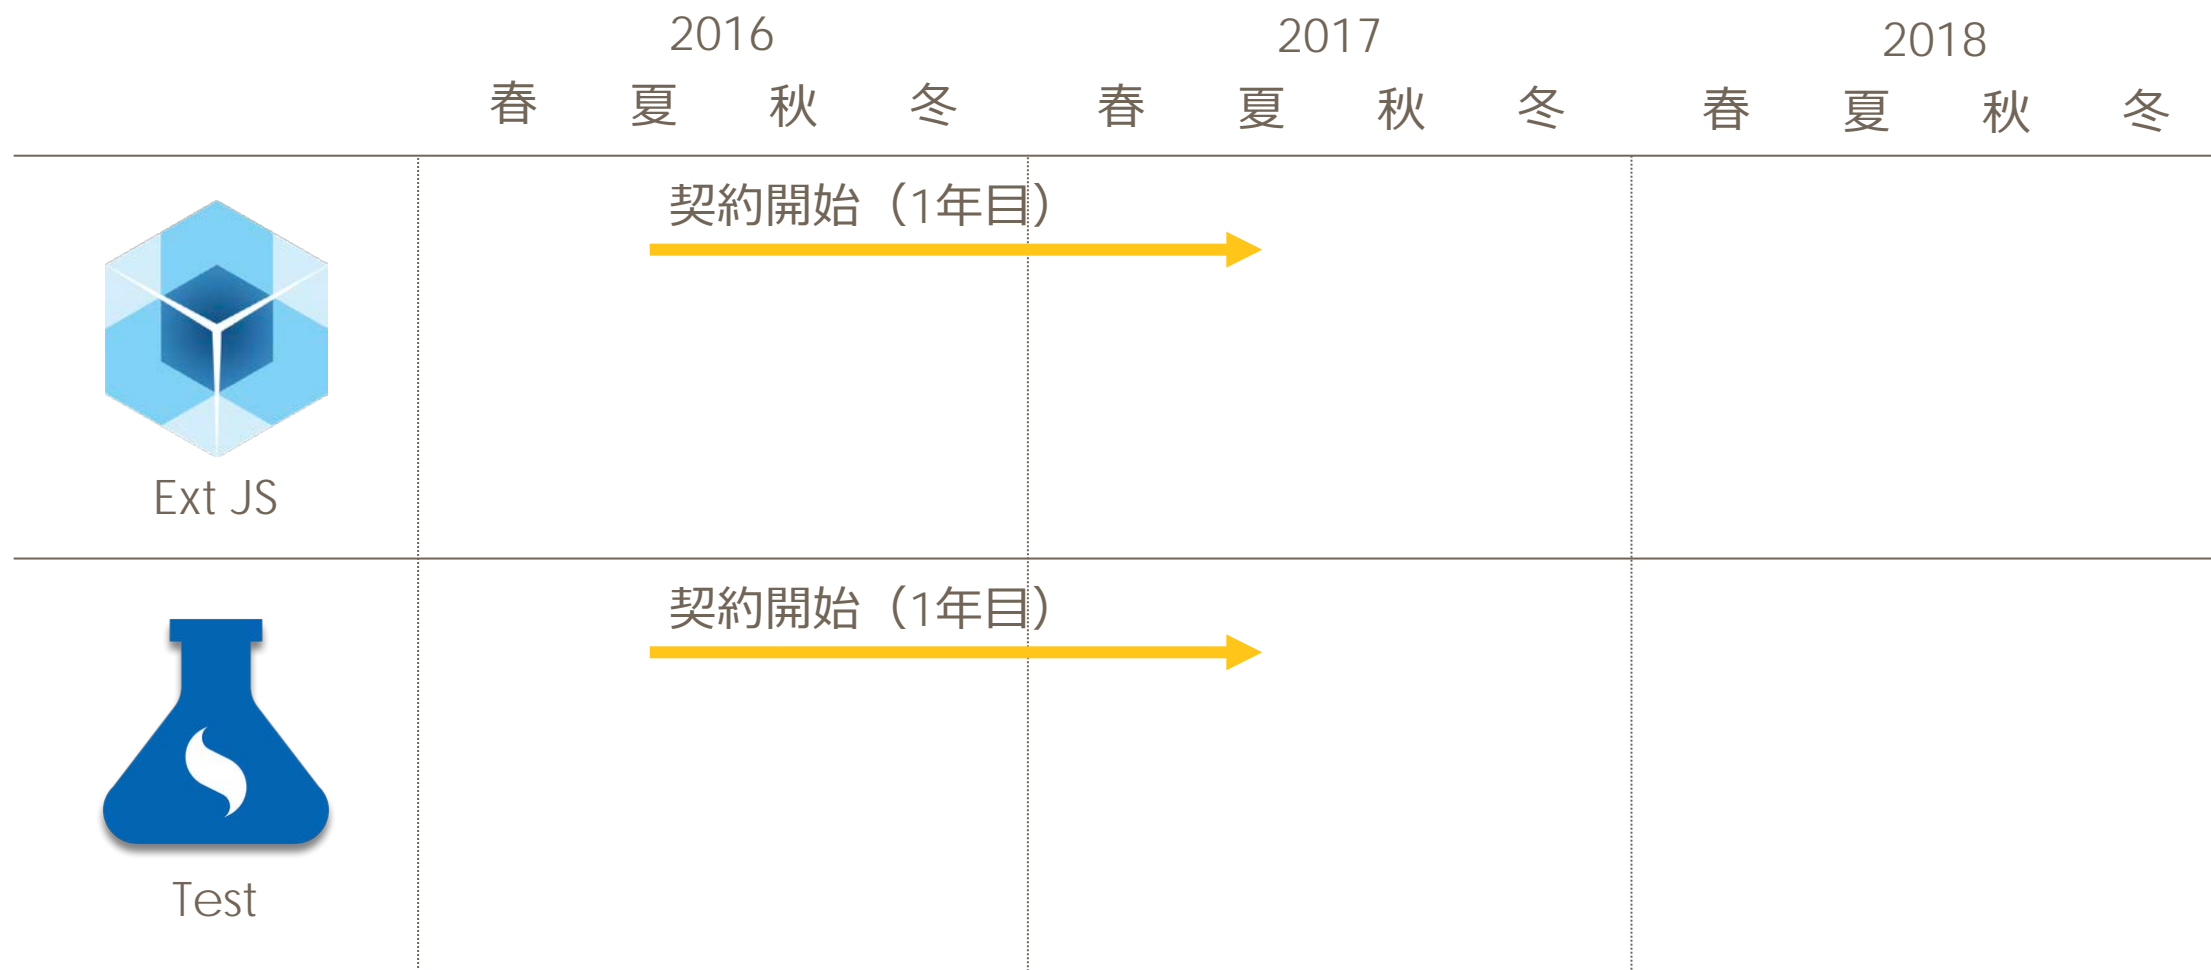 2016 2017 2018
春 夏 秋 冬 春 夏 秋 冬 春 夏 秋 冬
契約開始（1年目）
Ext JS
契約開始（1年目）
Test